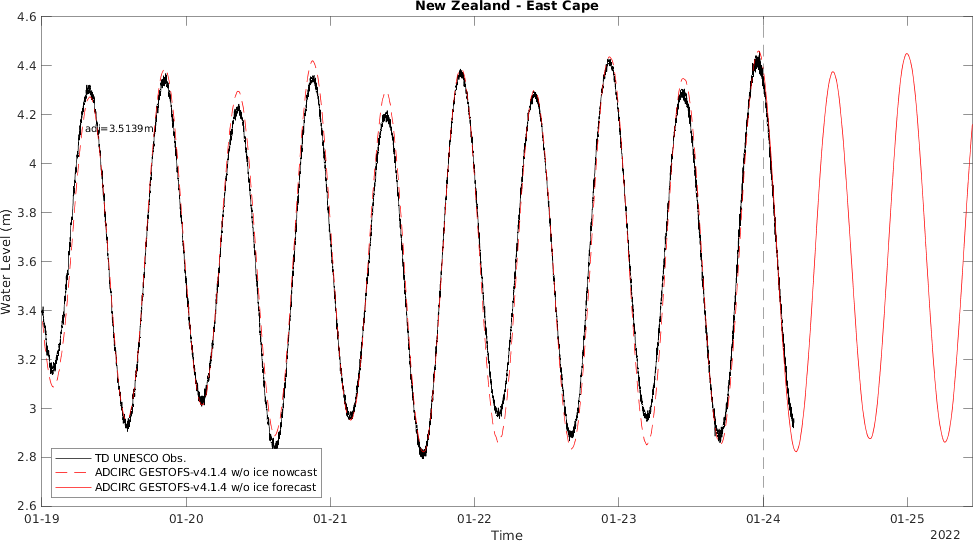 New Zealand - East Cape
4.6
4.4
4.2
4
3.8
3.6
3.4
3.2
3
2.8
2.6
Water Level (m)
adj=3.5139m
TD UNESCO Obs.
ADCIRC GESTOFS-v4.1.4 w/o ice nowcast
ADCIRC GESTOFS-v4.1.4 w/o ice forecast
01-19 01-20 01-21 01-22 01-23 01-24 01-25
Time
2022